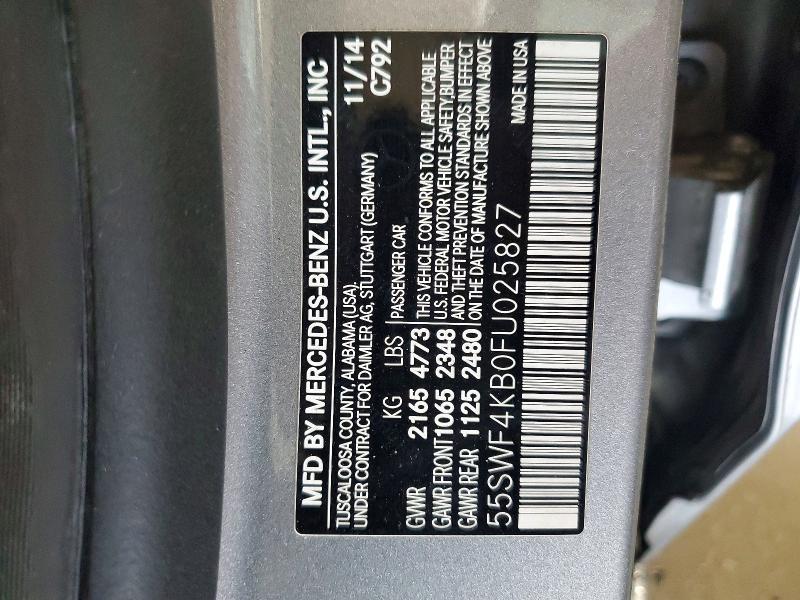 MFD BY MERCEDES-BENZ U.S. INTL., INC
TUSCALOOSA COUNTY, ALABAMA (USA), 11/14
UNDER CONTRACT FOR DAIMLER AG, STUTTGART (GERMANY) C792
KG LBS PASSENGER CAR
GVWR 2165 4773 THIS VEHICLE CONFORMS TO ALL APPLICABLE
GAWR FRONT 1065 2348 U.S. FEDERAL MOTOR VEHICLE SAFETY,BUMPER
GAWR REAR 1125 2480 AND THEFT PREVENTION STANDARDS IN EFFECT
ON THE DATE OF MANUFACTURE SHOWN ABOVE
55SWF4KB0FU025827 MADE IN USA